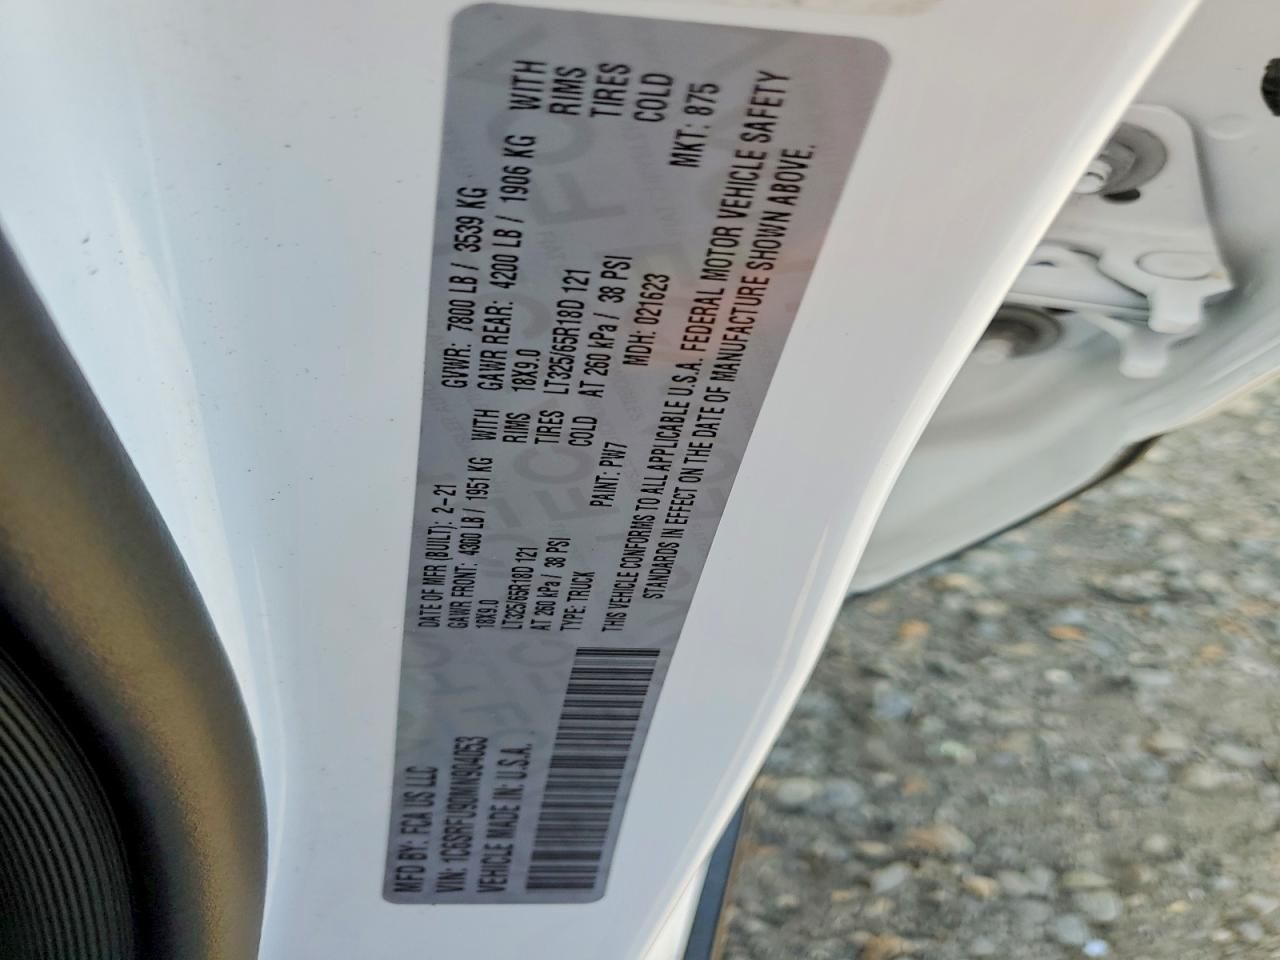 MFD BY: FCA US LLC
VIN: 1C6SRFU90MN904053
VEHICLE MADE IN: U.S.A.
DATE OF MFR (BUILT): 2-21 GVWR: 7800 LB / 3539 KG
GAWR FRONT: 4300 LB / 1951 KG WITH GAWR REAR: 4200 LB / 1906 KG WITH
18X9.0 RIMS 18X9.0 RIMS
LT325/65R18D 121 TIRES LT325/65R18D 121 TIRES
AT 260 kPa / 38 PSI COLD AT 260 kPa / 38 PSI COLD
TYPE: TRUCK PAINT: PW7 MDH: 021623 MKT: 875
THIS VEHICLE CONFORMS TO ALL APPLICABLE U.S.A. FEDERAL MOTOR VEHICLE SAFETY
STANDARDS IN EFFECT ON THE DATE OF MANUFACTURE SHOWN ABOVE.